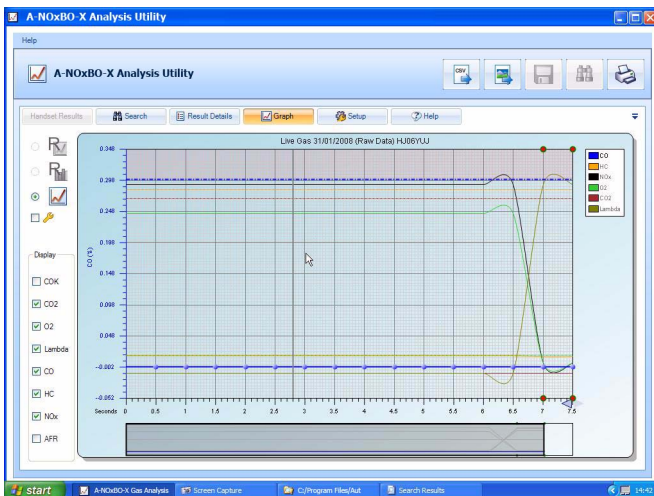 A-NOxBO-X Analysis Utility
Help
A-NOxBO-X Analysis Utility
CSV
Handset Results Search Result Details Graph Setup Help
Live Gas 31/01/2008 (Raw Data) HJ06YUJ
Display
COK
CO2
O2
Lambda
CO
HC
NOx
AFR
CO (%)
0.348
0.298
0.248
0.198
0.148
0.098
0.048
-0.002
-0.052
Seconds 0 0.5 1 1.5 2 2.5 3 3.5 4 4.5 5 5.5 6 6.5 7 7.5
CO
HC
NOx
O2
CO2
Lambda
start A-NOxBO-X Gas Analysis Screen Capture C:/Program Files/Aut Search Results 14:42